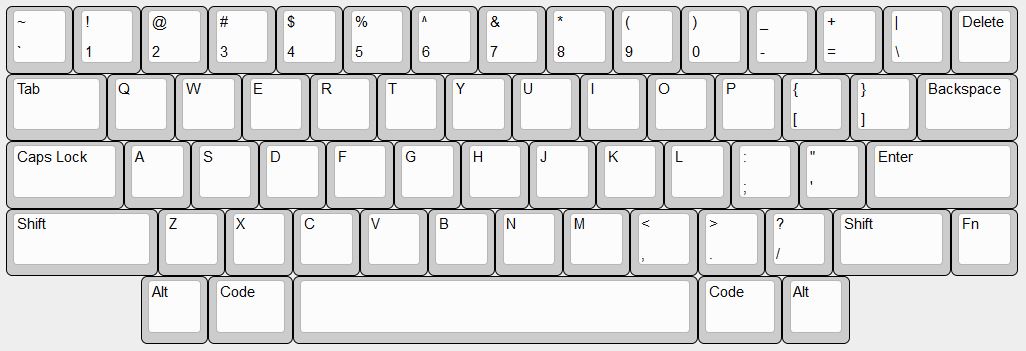 ~ ! @ # $ % ^ & * ( ) _ + | Delete
` 1 2 3 4 5 6 7 8 9 0 - = \
Tab Q W E R T Y U I O P { } Backspace
[ ]
Caps Lock A S D F G H J K L : " Enter
; '
Shift Z X C V B N M < > ? Shift Fn
, . /
Alt Code Code Alt